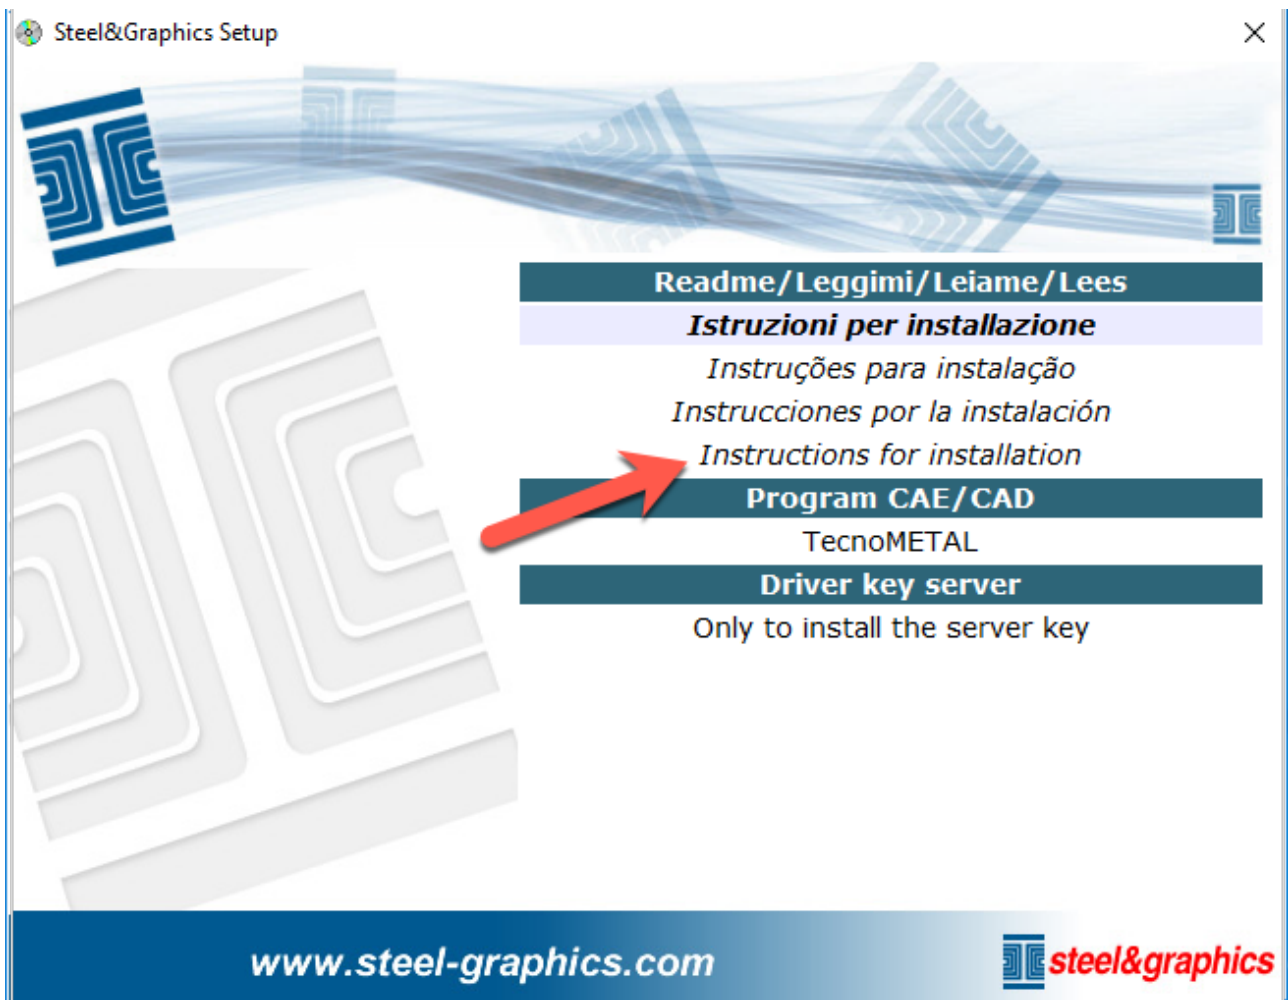 Steel&Graphics Setup
Readme/Leggimi/Leiame/Lees
Istruzioni per installazione
Instruções para instalação
Instrucciones por la instalación
Instructions for installation
Program CAE/CAD
TecnoMETAL
Driver key server
Only to install the server key
www.steel-graphics.com
steel&graphics